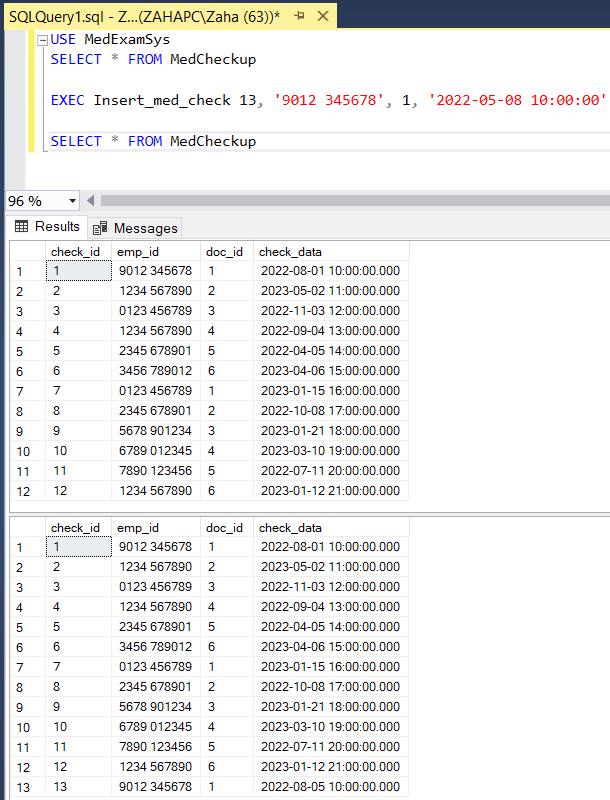 SQLQuery1.sql - Z...(ZAHAPC\Zaha (63))*
USE MedExamSys
SELECT * FROM MedCheckup
EXEC Insert_med_check 13, '9012 345678', 1, '2022-05-08 10:00:00'
SELECT * FROM MedCheckup
96 %
Results Messages
check_id emp_id doc_id check_data
1 1 9012 345678 1 2022-08-01 10:00:00.000
2 2 1234 567890 2 2023-05-02 11:00:00.000
3 3 0123 456789 3 2022-11-03 12:00:00.000
4 4 1234 567890 4 2022-09-04 13:00:00.000
5 5 2345 678901 5 2022-04-05 14:00:00.000
6 6 3456 789012 6 2023-04-06 15:00:00.000
7 7 0123 456789 1 2023-01-15 16:00:00.000
8 8 2345 678901 2 2022-10-08 17:00:00.000
9 9 5678 901234 3 2023-01-21 18:00:00.000
10 10 6789 012345 4 2023-03-10 19:00:00.000
11 11 7890 123456 5 2022-07-11 20:00:00.000
12 12 1234 567890 6 2023-01-12 21:00:00.000
check_id emp_id doc_id check_data
1 1 9012 345678 1 2022-08-01 10:00:00.000
2 2 1234 567890 2 2023-05-02 11:00:00.000
3 3 0123 456789 3 2022-11-03 12:00:00.000
4 4 1234 567890 4 2022-09-04 13:00:00.000
5 5 2345 678901 5 2022-04-05 14:00:00.000
6 6 3456 789012 6 2023-04-06 15:00:00.000
7 7 0123 456789 1 2023-01-15 16:00:00.000
8 8 2345 678901 2 2022-10-08 17:00:00.000
9 9 5678 901234 3 2023-01-21 18:00:00.000
10 10 6789 012345 4 2023-03-10 19:00:00.000
11 11 7890 123456 5 2022-07-11 20:00:00.000
12 12 1234 567890 6 2023-01-12 21:00:00.000
13 13 9012 345678 1 2022-08-05 10:00:00.000